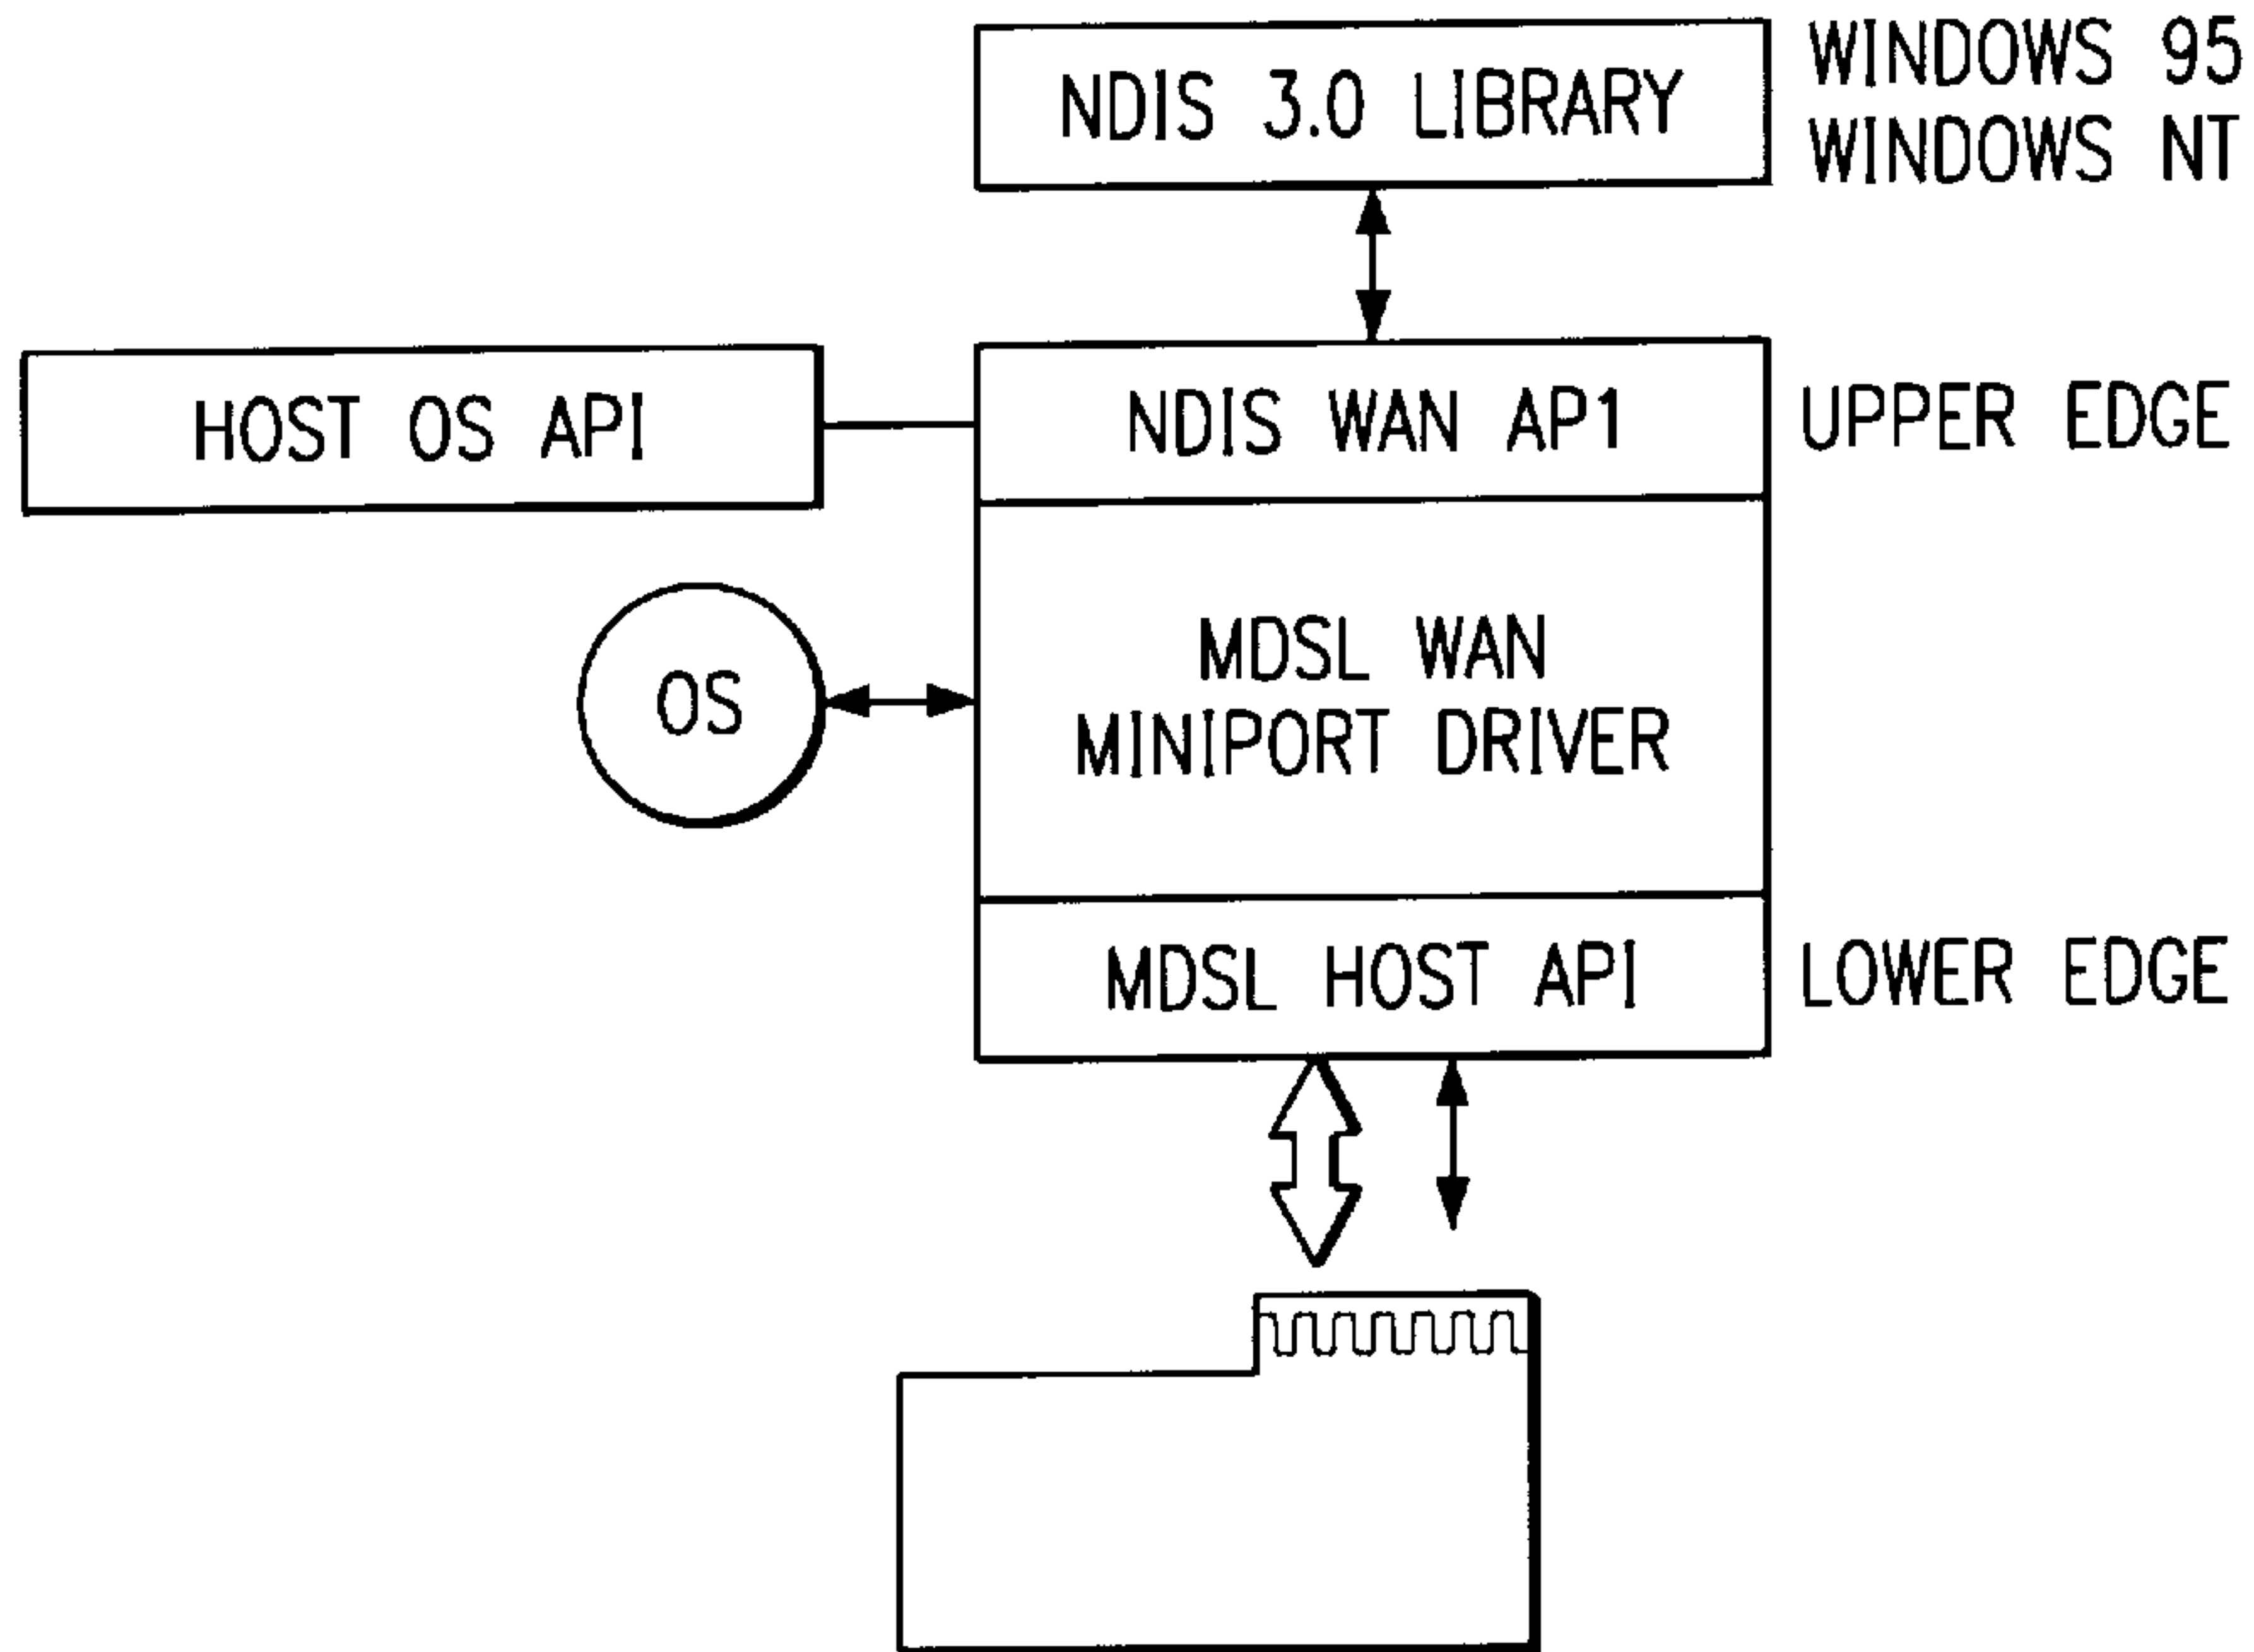 NDIS 3.0 LIBRARY
WINDOWS 95
WINDOWS NT
HOST OS API
NDIS WAN AP1
UPPER EDGE
OS
MDSL WAN
MINIPORT DRIVER
MDSL HOST API
LOWER EDGE